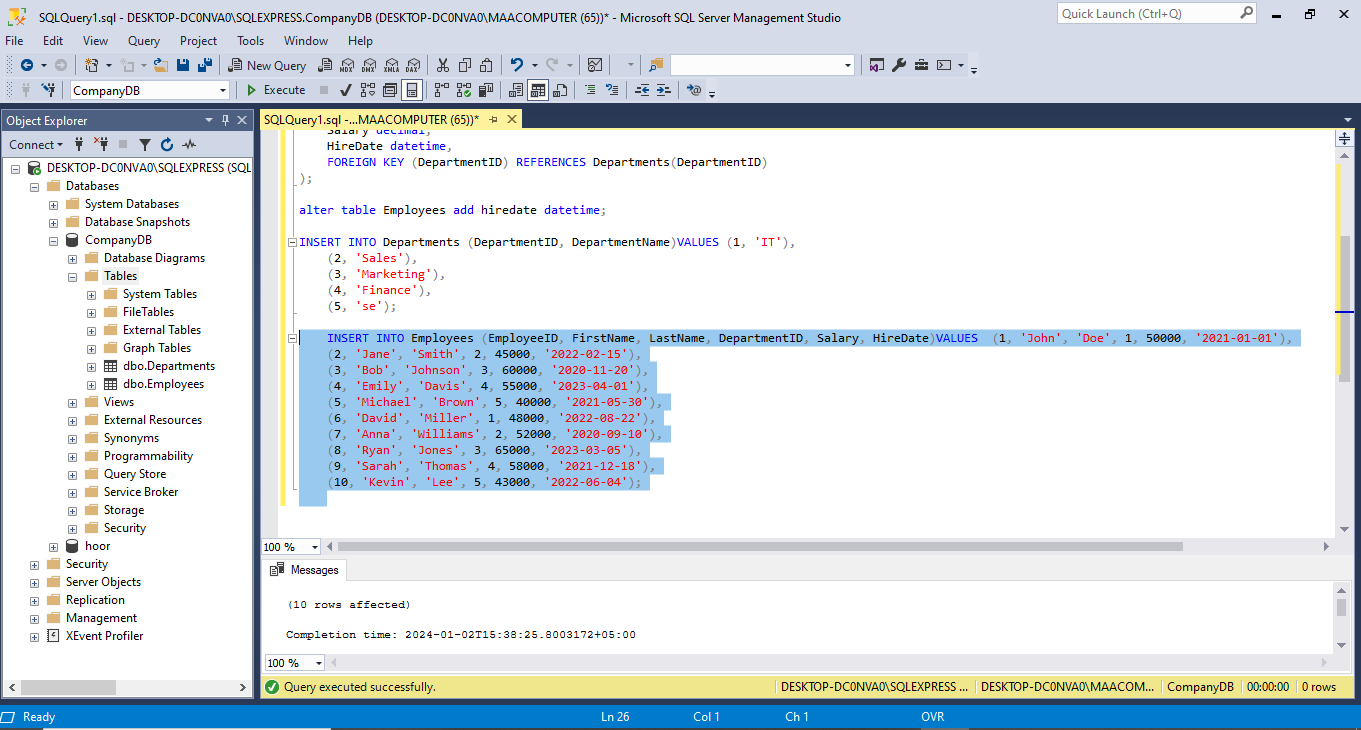 SQLQuery1.sql - DESKTOP-DC0NVA0\SQLEXPRESS.CompanyDB (DESKTOP-DC0NVA0\MAACOMPUTER (65))* - Microsoft SQL Server Management Studio
Quick Launch (Ctrl+Q)
File Edit View Query Project Tools Window Help
New Query MDX DMX XMLA DAX
CompanyDB Execute
Object Explorer
SQLQuery1.sql -...MAACOMPUTER (65))*
Connect
DESKTOP-DC0NVA0\SQLEXPRESS (SQL
Databases
System Databases
Database Snapshots
CompanyDB
Database Diagrams
Tables
System Tables
FileTables
External Tables
Graph Tables
dbo.Departments
dbo.Employees
Views
External Resources
Synonyms
Programmability
Query Store
Service Broker
Storage
Security
hoor
Security
Server Objects
Replication
Management
XEvent Profiler
Salary decimal,
HireDate datetime,
FOREIGN KEY (DepartmentID) REFERENCES Departments(DepartmentID)
);
alter table Employees add hiredate datetime;
INSERT INTO Departments (DepartmentID, DepartmentName)VALUES (1, 'IT'),
(2, 'Sales'),
(3, 'Marketing'),
(4, 'Finance'),
(5, 'se');
INSERT INTO Employees (EmployeeID, FirstName, LastName, DepartmentID, Salary, HireDate)VALUES  (1, 'John', 'Doe', 1, 50000, '2021-01-01'),
(2, 'Jane', 'Smith', 2, 45000, '2022-02-15'),
(3, 'Bob', 'Johnson', 3, 60000, '2020-11-20'),
(4, 'Emily', 'Davis', 4, 55000, '2023-04-01'),
(5, 'Michael', 'Brown', 5, 40000, '2021-05-30'),
(6, 'David', 'Miller', 1, 48000, '2022-08-22'),
(7, 'Anna', 'Williams', 2, 52000, '2020-09-10'),
(8, 'Ryan', 'Jones', 3, 65000, '2023-03-05'),
(9, 'Sarah', 'Thomas', 4, 58000, '2021-12-18'),
(10, 'Kevin', 'Lee', 5, 43000, '2022-06-04');
100 %
Messages
(10 rows affected)
Completion time: 2024-01-02T15:38:25.8003172+05:00
100 %
Query executed successfully.
DESKTOP-DC0NVA0\SQLEXPRESS ... DESKTOP-DC0NVA0\MAACOM... CompanyDB 00:00:00 0 rows
Ready Ln 26 Col 1 Ch 1 OVR